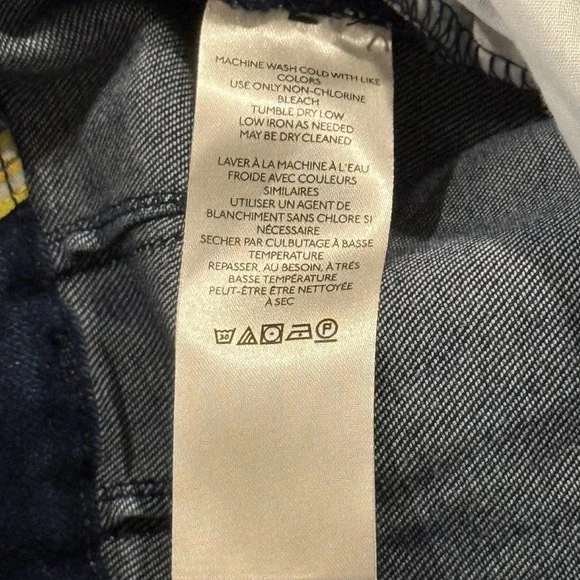 MACHINE WASH COLD WITH LIKE
COLORS
USE ONLY NON-CHLORINE
BLEACH
TUMBLE DRY LOW
LOW IRON AS NEEDED
MAY BE DRY CLEANED
LAVER À LA MACHINE À L'EAU
FROIDE AVEC COULEURS
SIMILAIRES
UTILISER UN AGENT DE
BLANCHIMENT SANS CHLORE SI
NÉCESSAIRE
SECHER PAR CULBUTAGE À BASSE
TEMPERATURE
REPASSER, AU BESOIN, À TRÉS
BASSE TEMPÉRATURE
PEUT-ÊTRE ÊTRE NETTOYÉE
À SEC
30 P